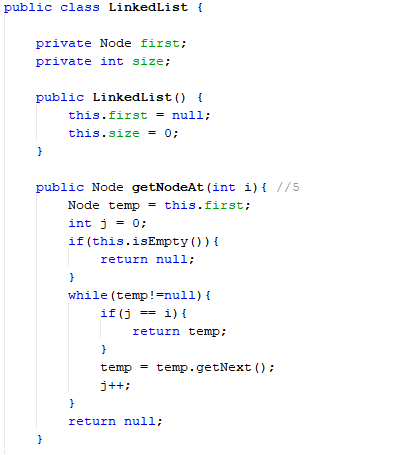 public class LinkedList {
private Node first;
private int size;
public LinkedList() {
this.first = null;
this.size = 0;
}
public Node getNodeAt(int i){ //5
Node temp = this.first;
int j = 0;
if(this.isEmpty()){
return null;
}
while(temp!=null){
if(j == i){
return temp;
}
temp = temp.getNext();
j++;
}
return null;
}